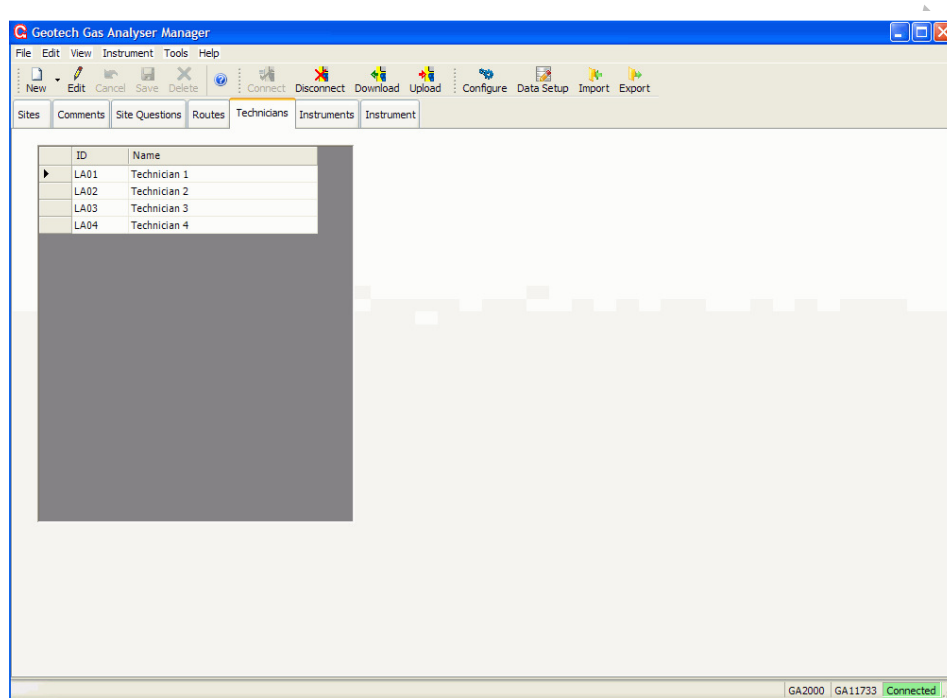 Geotech Gas Analyser Manager
File Edit View Instrument Tools Help
New Edit Cancel Save Delete Connect Disconnect Download Upload Configure Data Setup Import Export
Sites Comments Site Questions Routes Technicians Instruments Instrument
ID Name
LA01 Technician 1
LA02 Technician 2
LA03 Technician 3
LA04 Technician 4
GA2000 GA11733 Connected